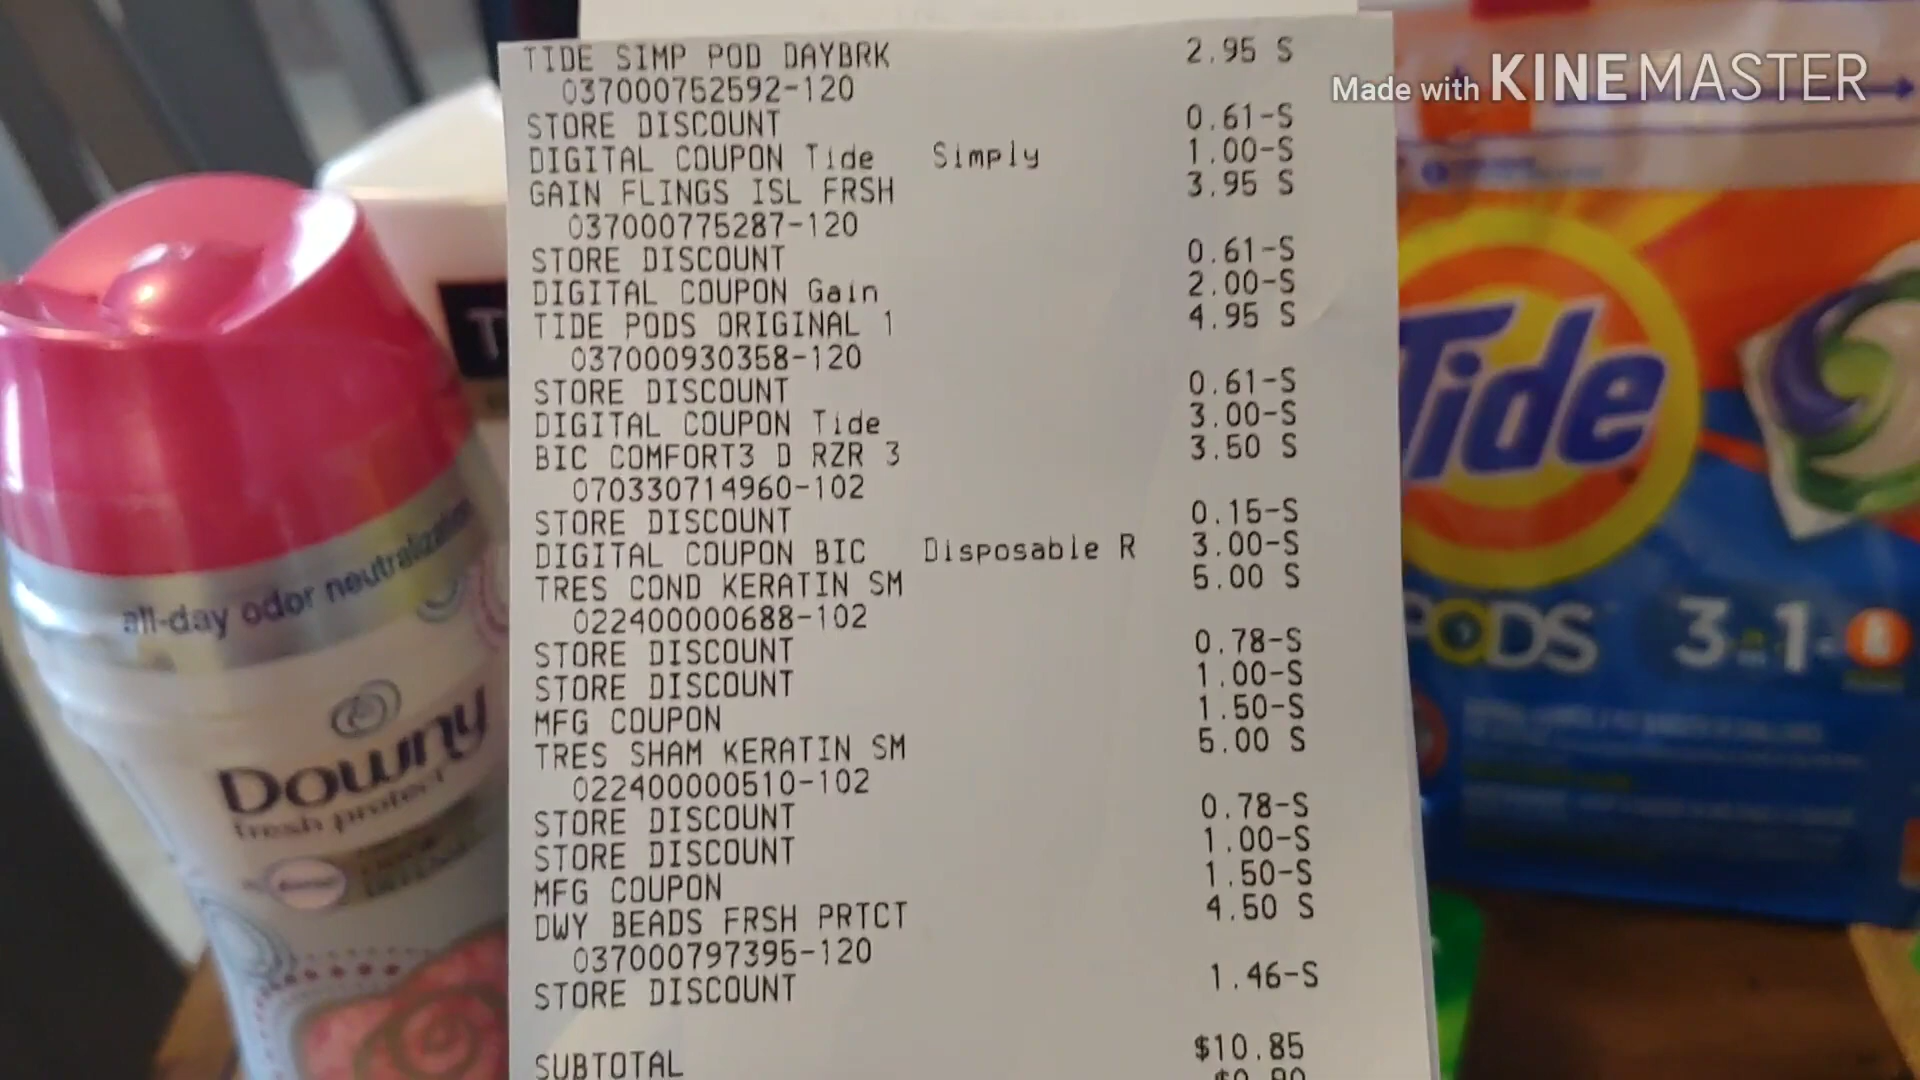 TIDE SIMP POD DAYBRK 2.95 S
037000752592-120
STORE DISCOUNT 0.61-S
DIGITAL COUPON Tide Simply 1.00-S
GAIN FLINGS ISL FRSH 3.95 S
037000775287-120
STORE DISCOUNT 0.61-S
DIGITAL COUPON Gain 2.00-S
TIDE PODS ORIGINAL 1 4.95 S
037000930358-120
STORE DISCOUNT 0.61-S
DIGITAL COUPON Tide 3.00-S
BIC COMFORT3 D RZR 3 3.50 S
070330714960-102
STORE DISCOUNT 0.15-S
DIGITAL COUPON BIC Disposable R 3.00-S
TRES COND KERATIN SM 5.00 S
022400000688-102
STORE DISCOUNT 0.78-S
STORE DISCOUNT 1.00-S
MFG COUPON 1.50-S
TRES SHAM KERATIN SM 5.00 S
022400000510-102
STORE DISCOUNT 0.78-S
STORE DISCOUNT 1.00-S
MFG COUPON 1.50-S
DWY BEADS FRSH PRTCT 4.50 S
037000797395-120
STORE DISCOUNT 1.46-S
SUBTOTAL $10.85
Made with KINEMASTER
all-day odor neutralization
Downy
fresh protect
Tide
PODS 3in1